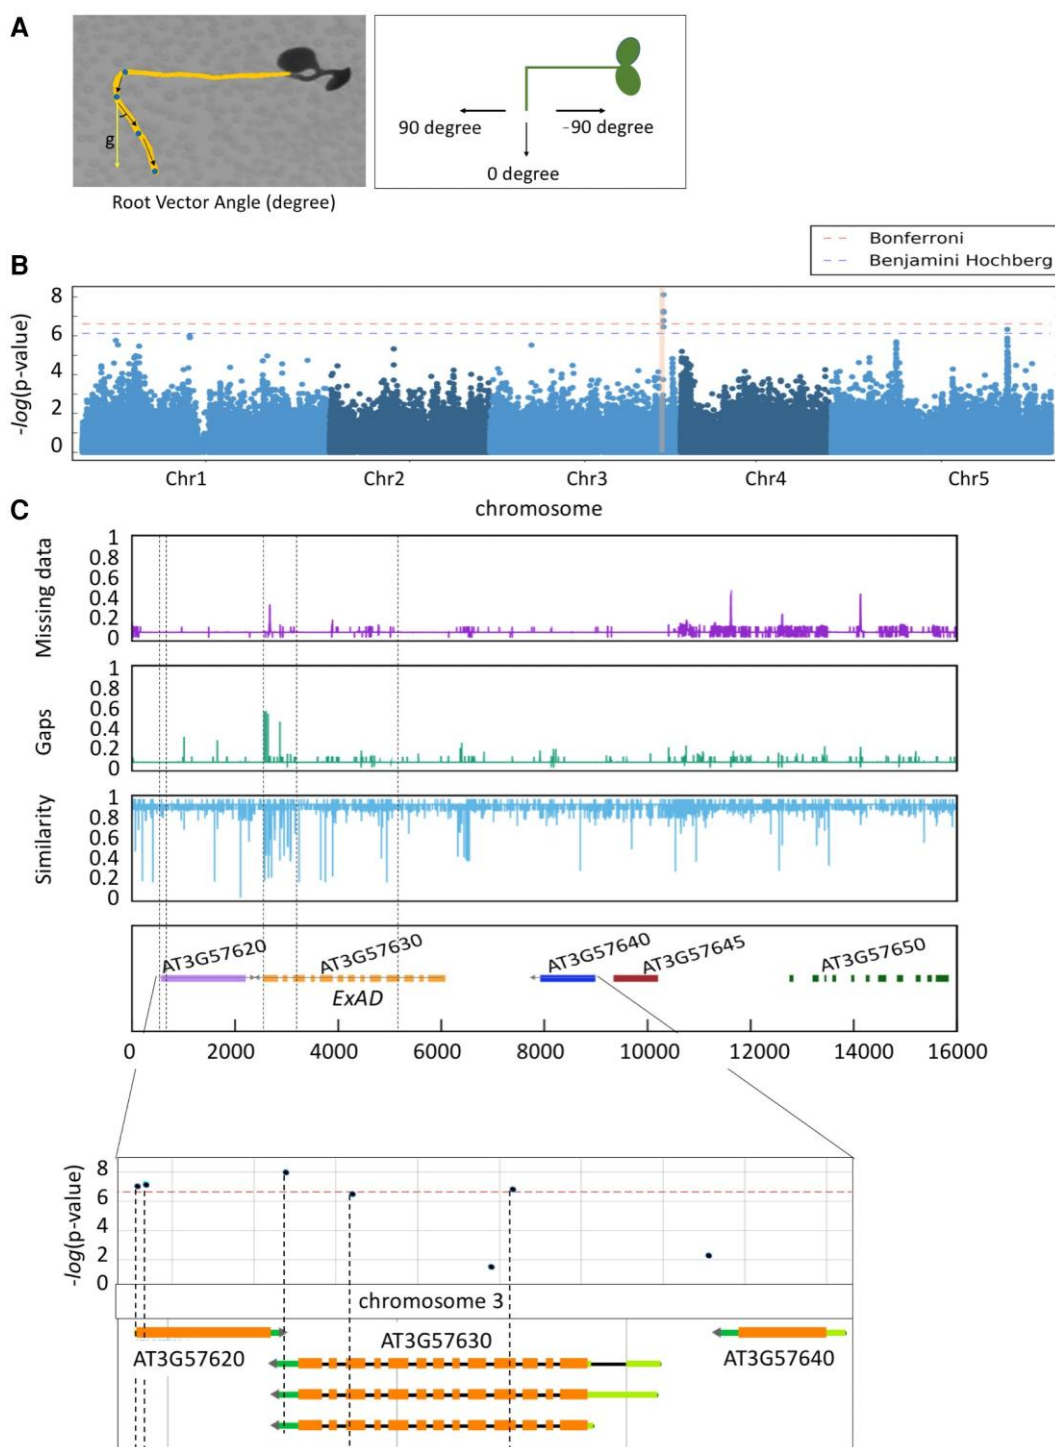 A
g
Root Vector Angle (degree)
90 degree
-90 degree
0 degree
Bonferroni
Benjamini Hochberg
B
-log(p-value)
8
6
4
2
0
Chr1 Chr2 Chr3 Chr4 Chr5
chromosome
C
Missing data
1
0.8
0.6
0.4
0.2
0
Gaps
1
0.8
0.6
0.4
0.2
0
Similarity
1
0.8
0.6
0.4
0.2
0
AT3G57620 AT3G57630 AT3G57640 AT3G57645 AT3G57650
ExAD
0 2000 4000 6000 8000 10000 12000 14000 16000
-log(p-value)
8
6
4
2
0
chromosome 3
AT3G57620 AT3G57630 AT3G57640